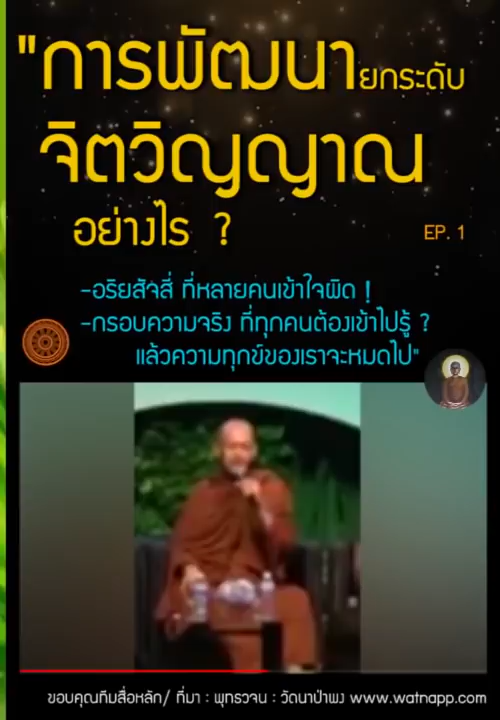 "การพัฒนายกระดับ
จิตวิญญาณ
อย่างไร ?
EP. 1
-อริยสัจสี่ ที่หลายคนเข้าใจผิด !
-กรอบความจริง ที่ทุกคนต้องเข้าไปรู้ ?
แล้วความทุกข์ของเราจะหมดไป"
ขอบคุณทีมสื่อหลัก/ ที่มา : พุทธวจน : วัดนาป่าพง www.watnapp.com